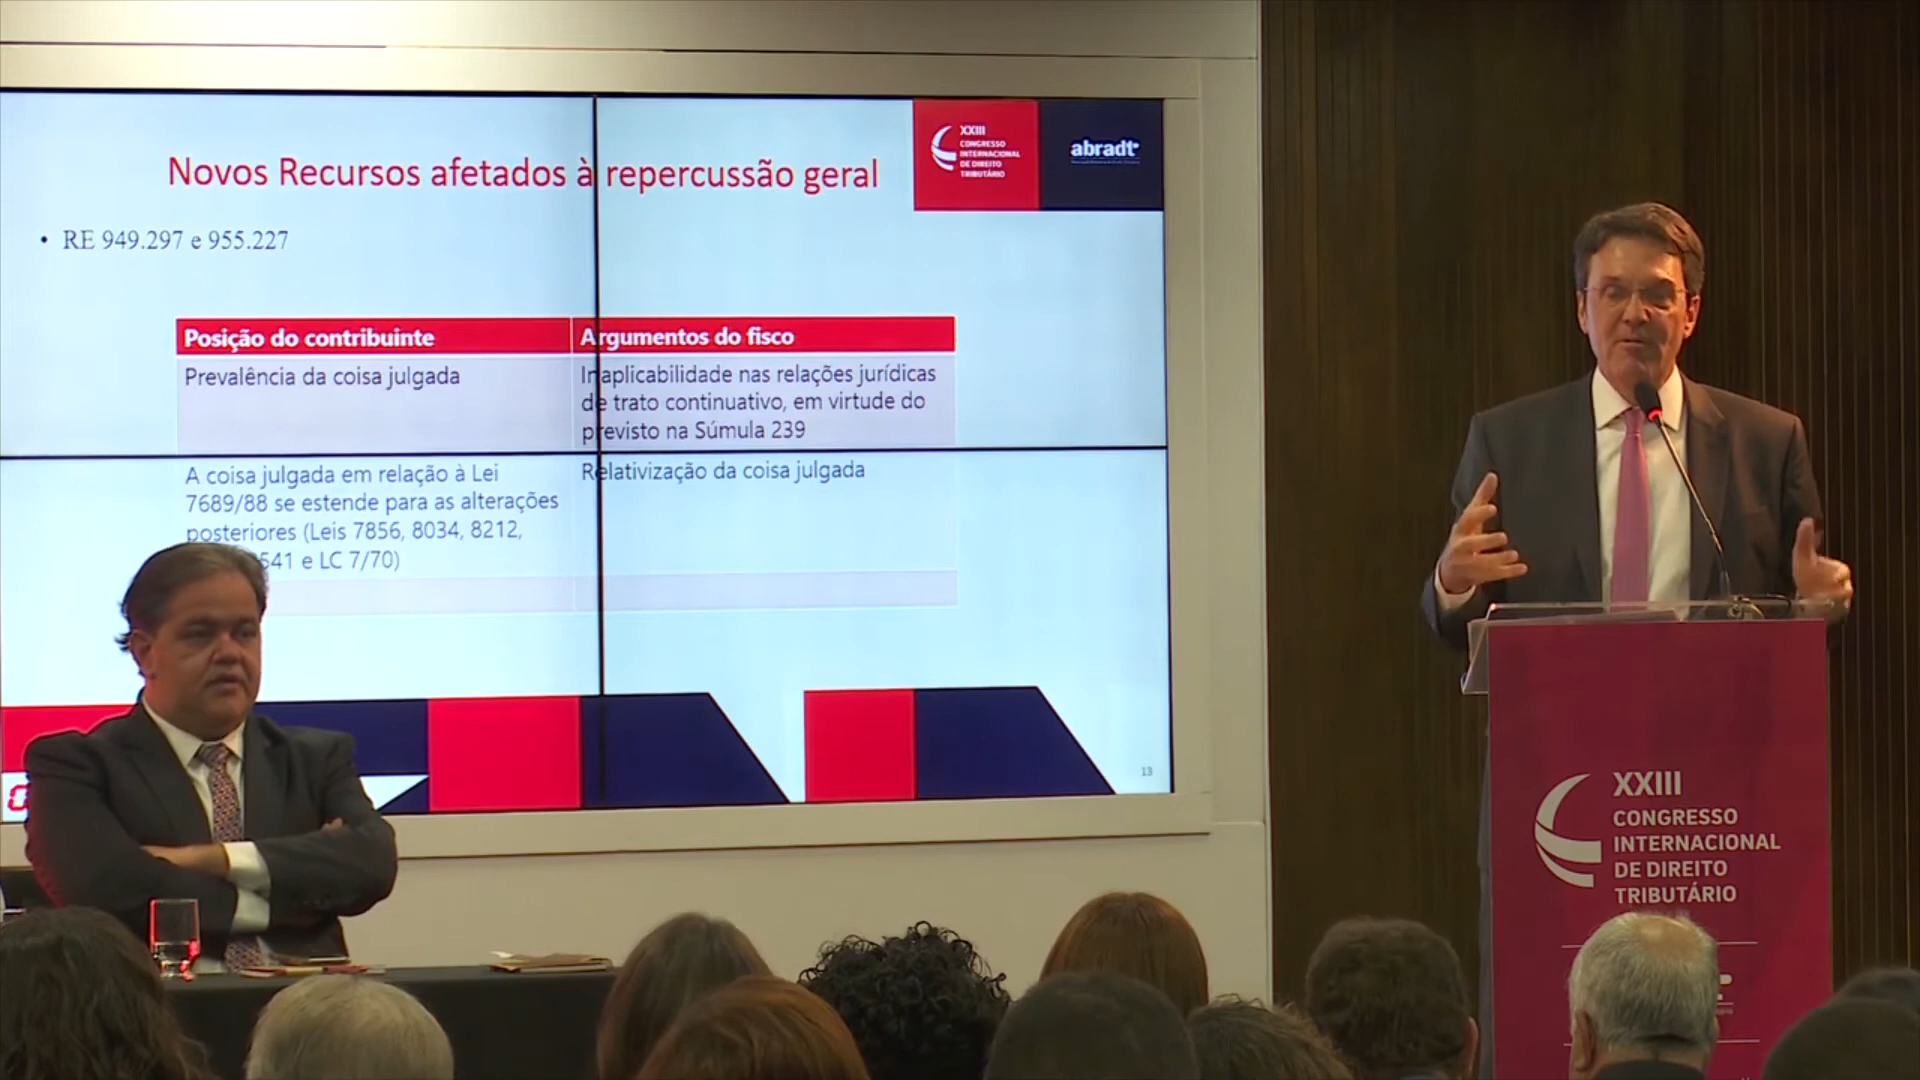 Novos Recursos afetados à repercussão geral
XXIII
CONGRESSO
INTERNACIONAL
DE DIREITO
TRIBUTÁRIO
abradt
• RE 949.297 e 955.227
Posição do contribuinte
Argumentos do fisco
Prevalência da coisa julgada
Inaplicabilidade nas relações jurídicas
de trato continuativo, em virtude do
previsto na Súmula 239
A coisa julgada em relação à Lei
7689/88 se estende para as alterações
posteriores (Leis 7856, 8034, 8212,
541 e LC 7/70)
Relativização da coisa julgada
13
XXIII
CONGRESSO
INTERNACIONAL
DE DIREITO
TRIBUTÁRIO